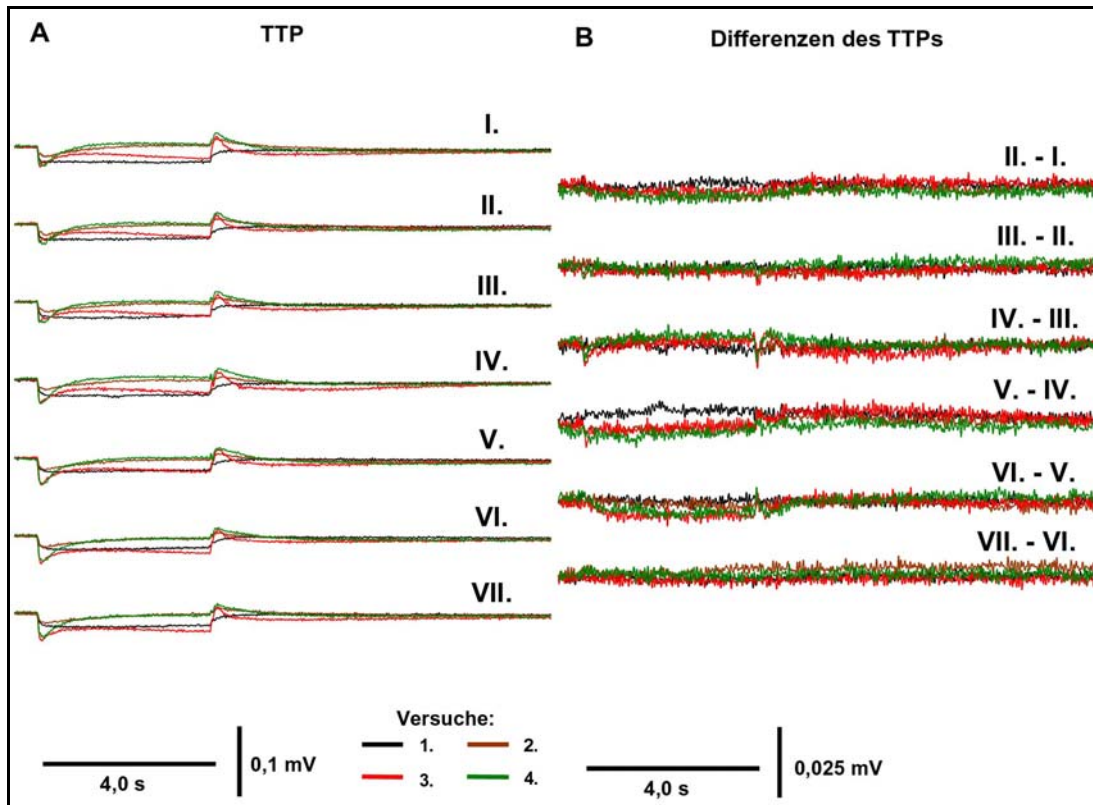 A
TTP
I.
II.
III.
IV.
V.
VI.
VII.
4,0 s
0,1 mV
B
Differenzen des TTPs
II. - I.
III. - II.
IV. - III.
V. - IV.
VI. - V.
VII. - VI.
4,0 s
0,025 mV
Versuche:
1. 2.
3. 4.